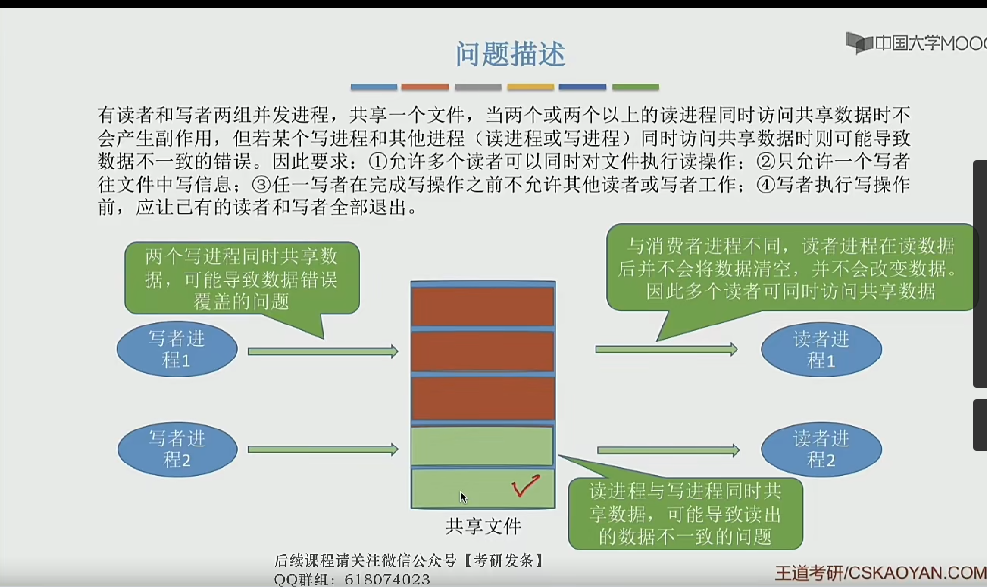 中国大学MOOC
问题描述
有读者和写者两组并发进程，共享一个文件，当两个或两个以上的读进程同时访问共享数据时不
会产生副作用，但若某个写进程和其他进程（读进程或写进程）同时访问共享数据时则可能导致
数据不一致的错误。因此要求：①允许多个读者可以同时对文件执行读操作；②只允许一个写者
往文件中写信息；③任一写者在完成写操作之前不允许其他读者或写者工作；④写者执行写操作
前，应让已有的读者和写者全部退出。
两个写进程同时共享数
据，可能导致数据错误
覆盖的问题
与消费者进程不同，读者进程在读数据
后并不会将数据清空，并不会改变数据。
因此多个读者可同时访问共享数据
写者进
程1
读者进
程1
写者进
程2
读者进
程2
读进程与写进程同时共
享数据，可能导致读出
的数据不一致的问题
共享文件
后续课程请关注微信公众号【考研发条】
QQ群组：618074023
王道考研/CSKAOYAN.COM